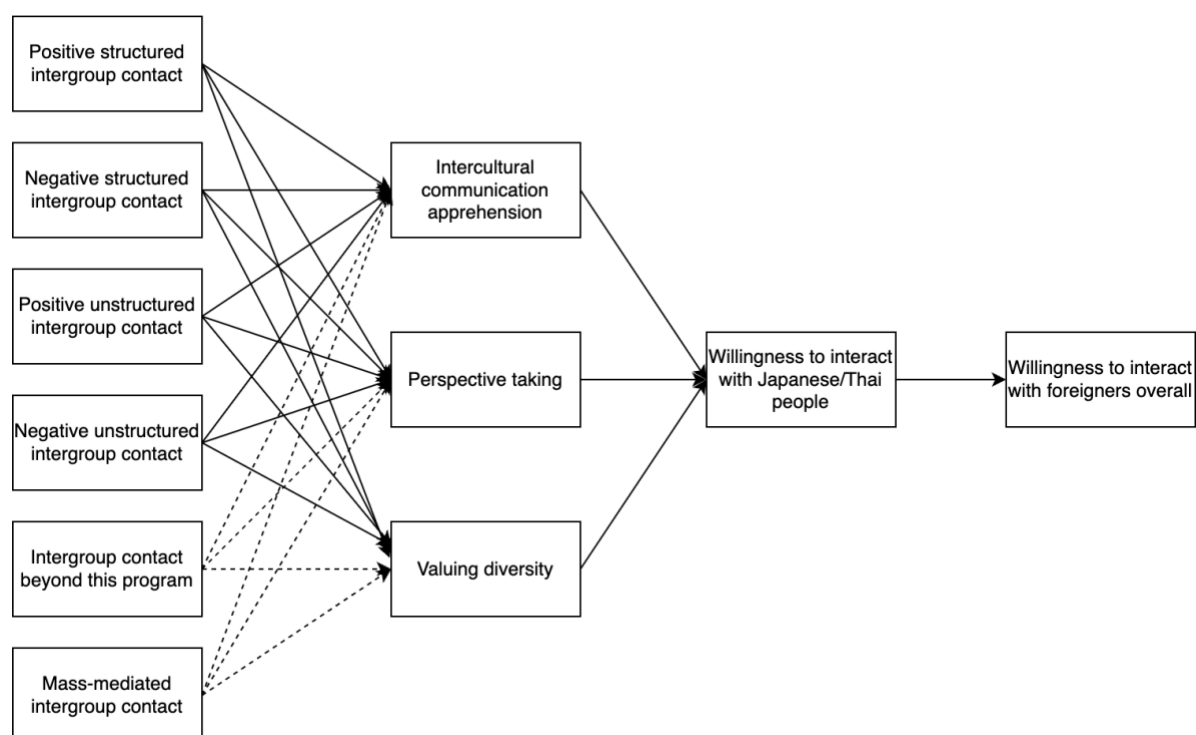 Positive structured
intergroup contact
Negative structured
intergroup contact
Positive unstructured
intergroup contact
Negative unstructured
intergroup contact
Intergroup contact
beyond this program
Mass-mediated
intergroup contact
Intercultural
communication
apprehension
Perspective taking
Valuing diversity
Willingness to interact
with Japanese/Thai
people
Willingness to interact
with foreigners overall